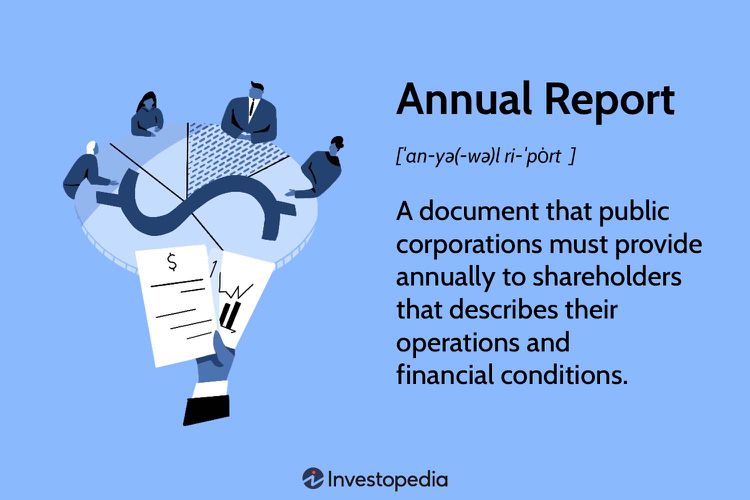 Annual Report
[ˈan-yə(-wə)l ri-ˈpȯrt ]
A document that public
corporations must provide
annually to shareholders
that describes their
operations and
financial conditions.
$
Investopedia